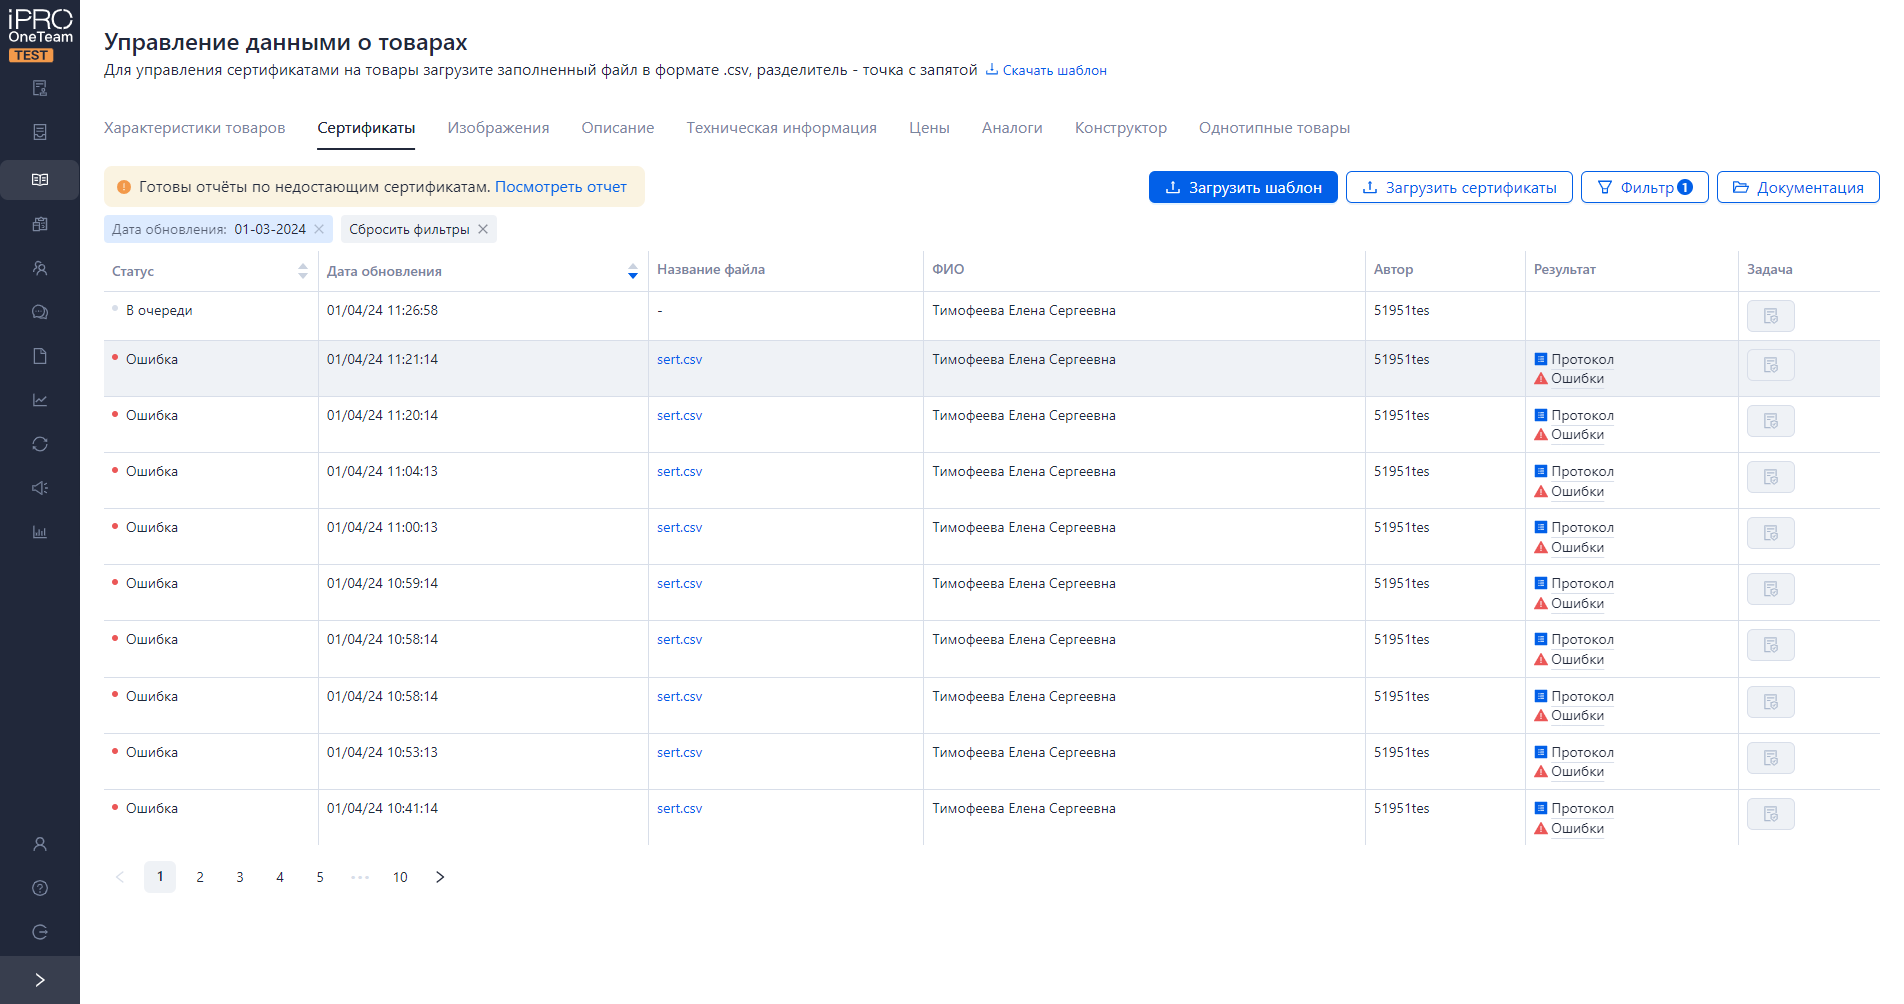 iPRO
OneTeam
TEST
Управление данными о товарах
Для управления сертификатами на товары загрузите заполненный файл в формате .csv, разделитель - точка с запятой Скачать шаблон
Характеристики товаров Сертификаты Изображения Описание Техническая информация Цены Аналоги Конструктор Однотипные товары
Готовы отчёты по недостающим сертификатам. Посмотреть отчет Загрузить шаблон Загрузить сертификаты Фильтр 1 Документация
Дата обновления: 01-03-2024 Сбросить фильтры
Статус Дата обновления Название файла ФИО Автор Результат Задача
В очереди 01/04/24 11:26:58 - Тимофеева Елена Сергеевна 51951tes
Ошибка 01/04/24 11:21:14 sert.csv Тимофеева Елена Сергеевна 51951tes Протокол
Ошибки
Ошибка 01/04/24 11:20:14 sert.csv Тимофеева Елена Сергеевна 51951tes Протокол
Ошибки
Ошибка 01/04/24 11:04:13 sert.csv Тимофеева Елена Сергеевна 51951tes Протокол
Ошибки
Ошибка 01/04/24 11:00:13 sert.csv Тимофеева Елена Сергеевна 51951tes Протокол
Ошибки
Ошибка 01/04/24 10:59:14 sert.csv Тимофеева Елена Сергеевна 51951tes Протокол
Ошибки
Ошибка 01/04/24 10:58:14 sert.csv Тимофеева Елена Сергеевна 51951tes Протокол
Ошибки
Ошибка 01/04/24 10:58:14 sert.csv Тимофеева Елена Сергеевна 51951tes Протокол
Ошибки
Ошибка 01/04/24 10:53:13 sert.csv Тимофеева Елена Сергеевна 51951tes Протокол
Ошибки
Ошибка 01/04/24 10:41:14 sert.csv Тимофеева Елена Сергеевна 51951tes Протокол
Ошибки
1 2 3 4 5 ••• 10